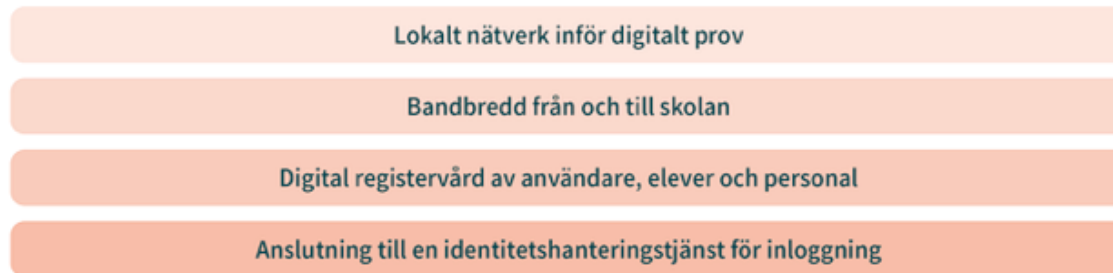 Lokalt nätverk inför digitalt prov
Bandbredd från och till skolan
Digital registervård av användare, elever och personal
Anslutning till en identitetshanteringstjänst för inloggning